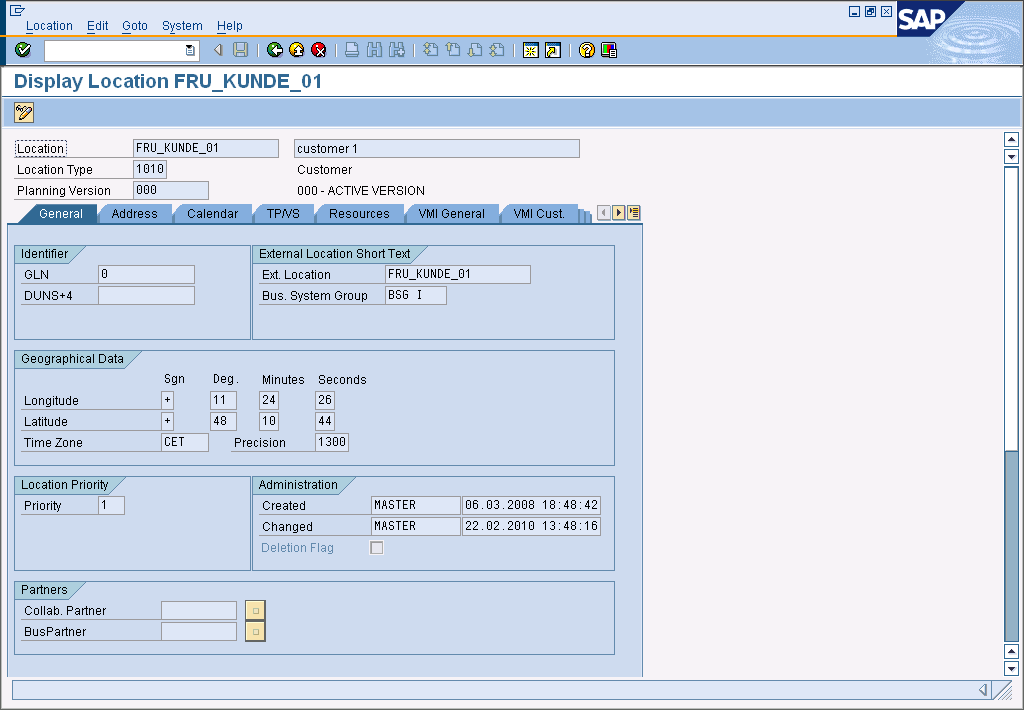 Location Edit Goto System Help
SAP
Display Location FRU_KUNDE_01
Location FRU_KUNDE_01 customer 1
Location Type 1010 Customer
Planning Version 000 000 - ACTIVE VERSION
General Address Calendar TP/VS Resources VMI General VMI Cust.
Identifier External Location Short Text
GLN 0 Ext. Location FRU_KUNDE_01
DUNS+4 Bus. System Group BSG I
Geographical Data
Sgn Deg. Minutes Seconds
Longitude + 11 24 26
Latitude + 48 10 44
Time Zone CET Precision 1300
Location Priority Administration
Priority 1 Created MASTER 06.03.2008 18:48:42
Changed MASTER 22.02.2010 13:48:16
Deletion Flag
Partners
Collab. Partner
BusPartner